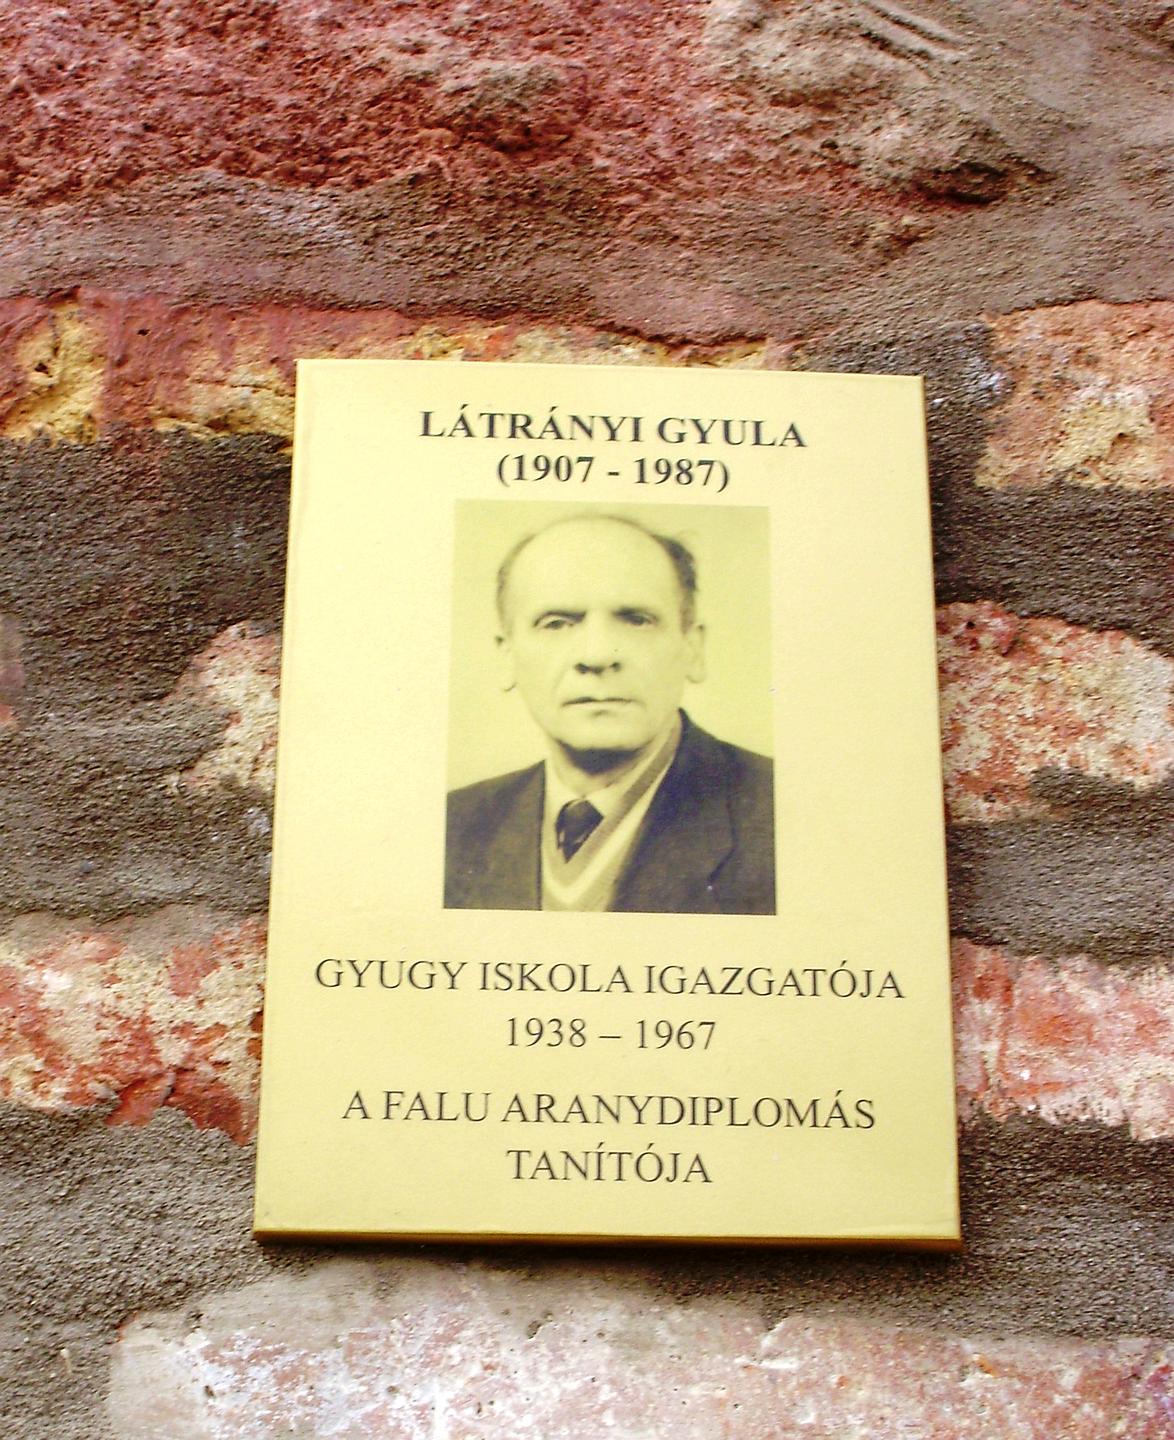 LÁTRÁNYI GYULA
(1907 - 1987)
GYUGY ISKOLA IGAZGATÓJA
1938 – 1967
A FALU ARANYDIPLOMÁS
TANÍTÓJA